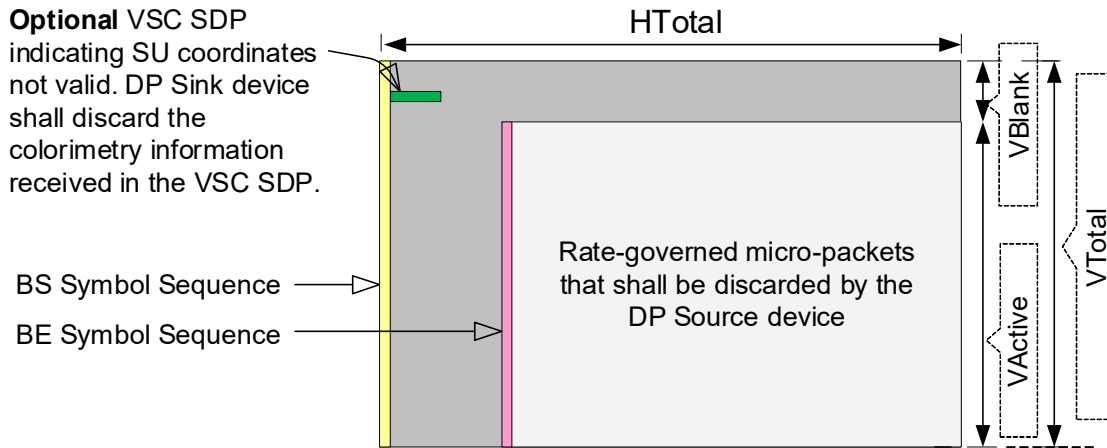 Optional VSC SDP
indicating SU coordinates
not valid. DP Sink device
shall discard the
colorimetry information
received in the VSC SDP.
HTotal
VBlank
VTotal
Rate-governed micro-packets
that shall be discarded by the
DP Source device
BS Symbol Sequence
BE Symbol Sequence
VActive